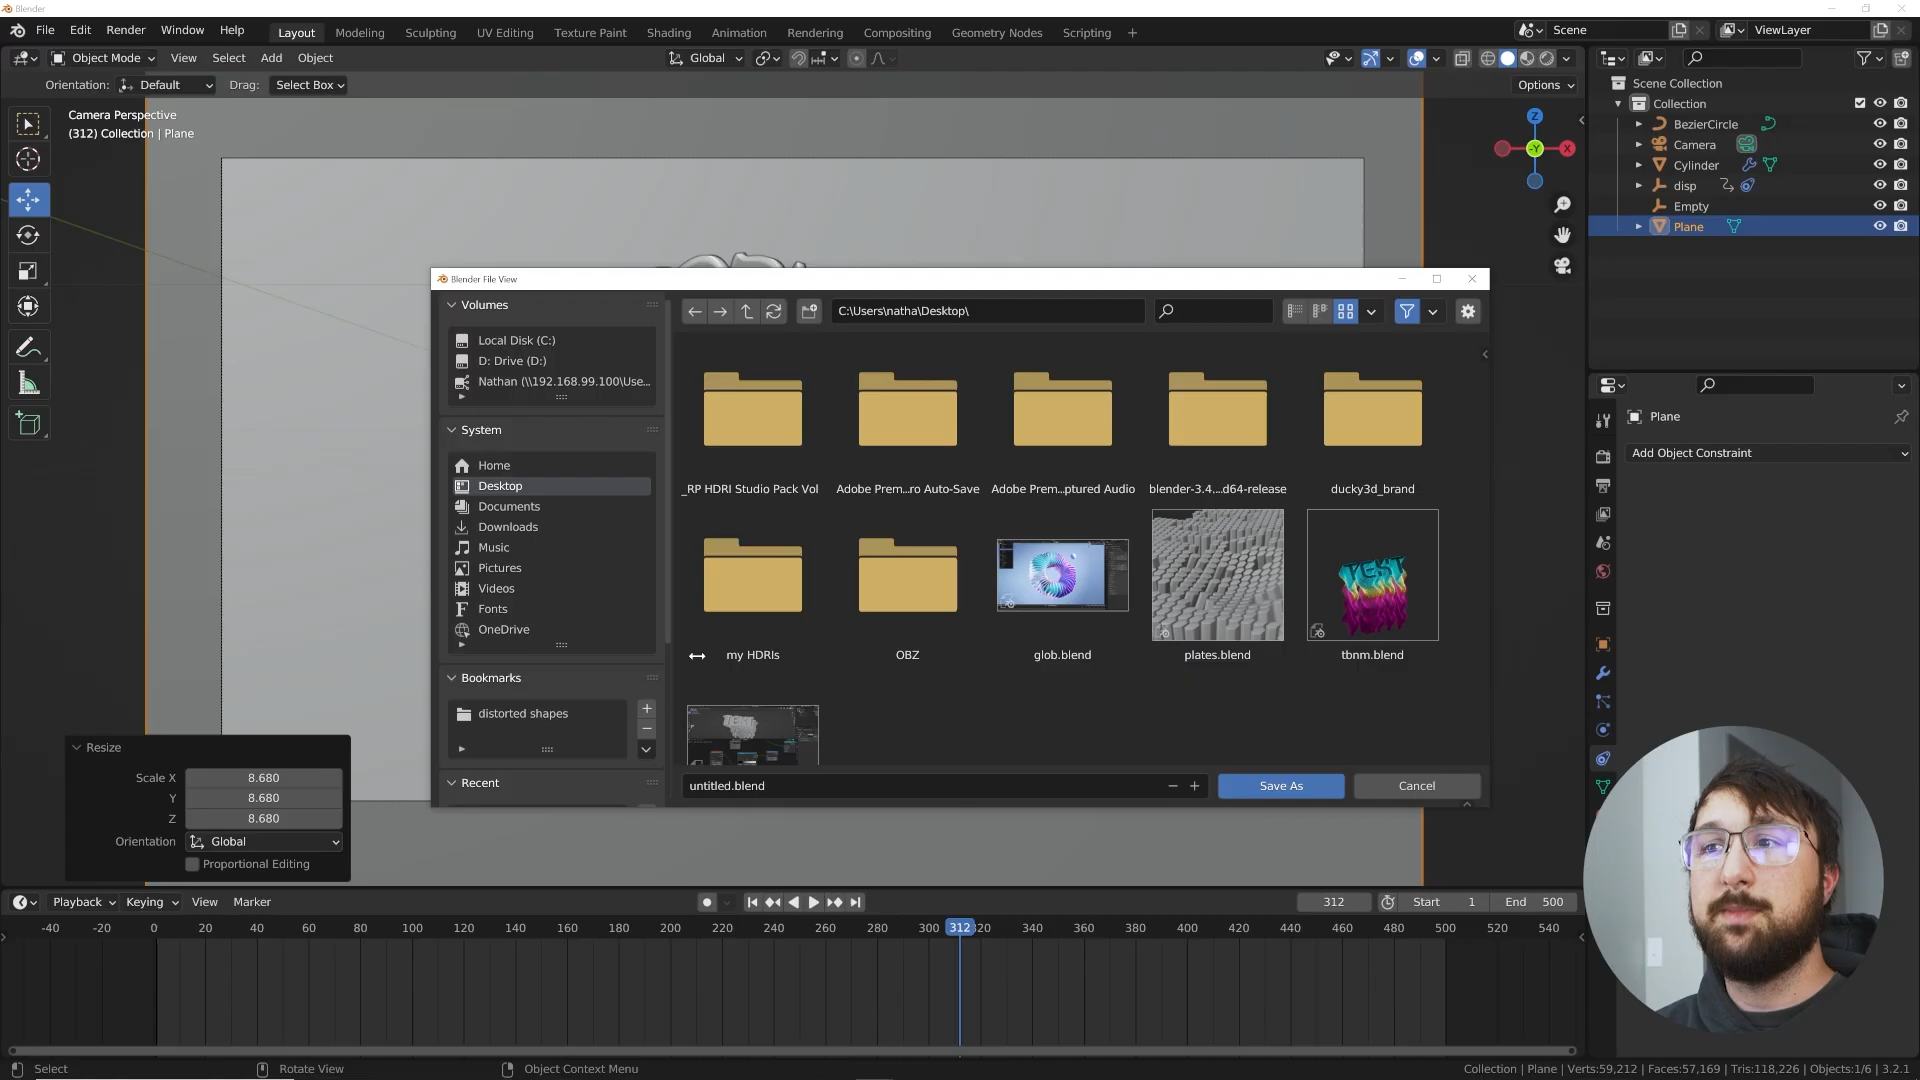 Blender
File Edit Render Window Help
Layout Modeling Sculpting UV Editing Texture Paint Shading Animation Rendering Compositing Geometry Nodes Scripting +
Scene
ViewLayer
Object Mode View Select Add Object
Global
Orientation: Default Drag: Select Box
Options
Camera Perspective
(312) Collection | Plane
Z
-Y
X
Scene Collection
Collection
BezierCircle
Camera
Cylinder
disp
Empty
Plane
Plane
Add Object Constraint
Blender File View
Volumes
Local Disk (C:)
D: Drive (D:)
Nathan (\\192.168.99.100\Use...
System
Home
Desktop
Documents
Downloads
Music
Pictures
Videos
Fonts
OneDrive
Bookmarks
distorted shapes
Recent
C:\Users\natha\Desktop\
_RP HDRI Studio Pack Vol
Adobe Prem...ro Auto-Save
Adobe Prem...ptured Audio
blender-3.4....d64-release
ducky3d_brand
TEXT
my HDRIs
OBZ
glob.blend
plates.blend
tbnm.blend
TEXT
untitled.blend
Save As
Cancel
Resize
Scale X 8.680
Y 8.680
Z 8.680
Orientation Global
Proportional Editing
Playback Keying View Marker
312
Start 1
End 500
-40 -20 0 20 40 60 80 100 120 140 160 180 200 220 240 260 280 300 312 320 340 360 380 400 420 440 460 480 500 520 540
Select
Rotate View
Object Context Menu
Collection | Plane | Verts:59,212 | Faces:57,169 | Tris:118,226 | Objects:1/6 | 3.2.1